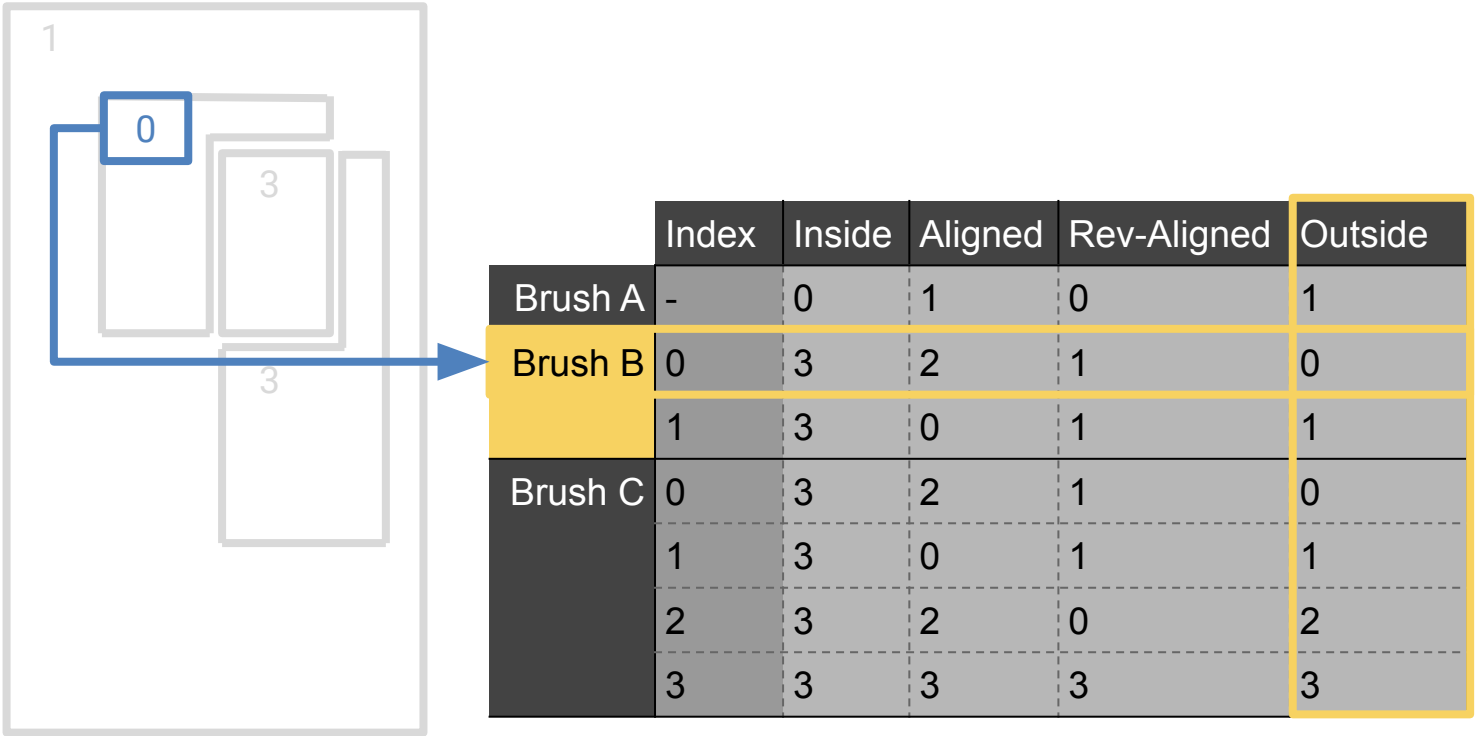 1
0
3
3
Index Inside Aligned Rev-Aligned Outside
Brush A - 0 1 0 1
Brush B 0 3 2 1 0
1 3 0 1 1
Brush C 0 3 2 1 0
1 3 0 1 1
2 3 2 0 2
3 3 3 3 3